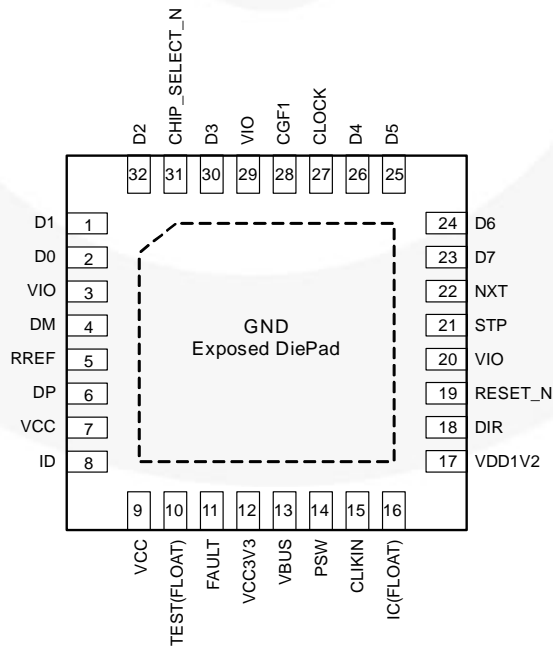 D2
CHIP_SELECT_N
D3
VIO
CGF1
CLOCK
D4
D5
32
31
30
29
28
27
26
25
D1 1
D0 2
VIO 3
DM 4
RREF 5
DP 6
VCC 7
ID 8
GND
Exposed DiePad
24 D6
23 D7
22 NXT
21 STP
20 VIO
19 RESET_N
18 DIR
17 VDD1V2
9
10
11
12
13
14
15
16
VCC
TEST(FLOAT)
FAULT
VCC3V3
VBUS
PSW
CLIKIN
IC(FLOAT)